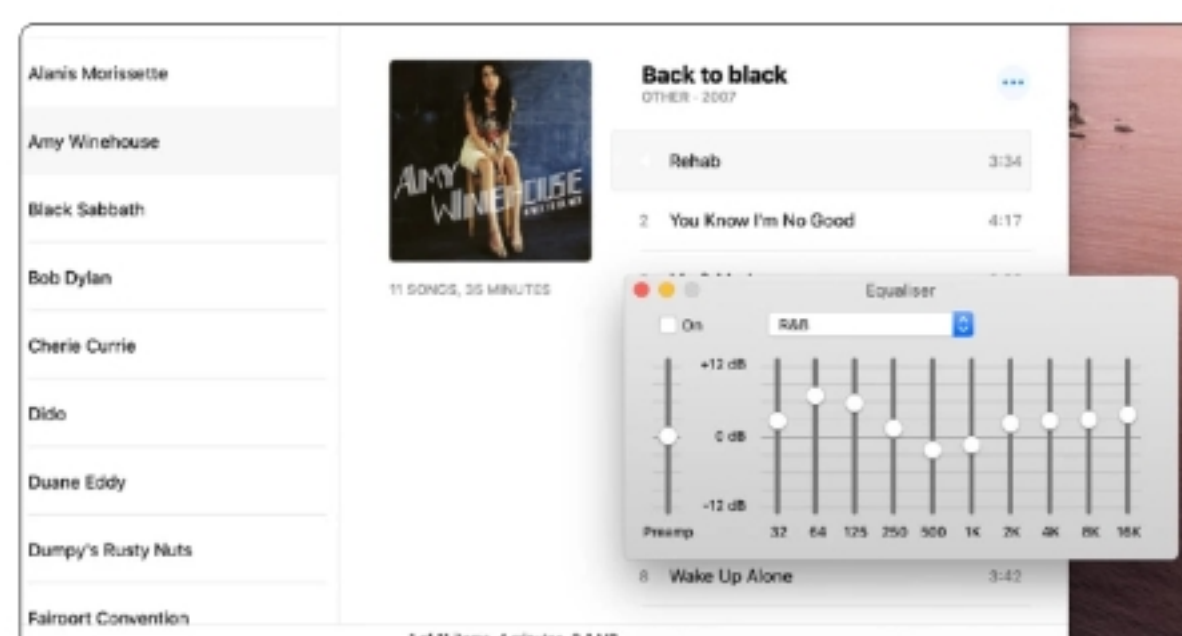 Alanis Morissette
Amy Winehouse
Black Sabbath
Bob Dylan
Cherie Currie
Dido
Duane Eddy
Dumpy's Rusty Nuts
Fairport Convention
AMY
WINEHOUSE
11 SONGS, 35 MINUTES
Back to black
OTHER · 2007
Rehab 3:34
2 You Know I'm No Good 4:17
Equaliser
On R&B
+12 dB
0 dB
-12 dB
Preamp 32 64 125 250 500 1K 2K 4K 8K 16K
8 Wake Up Alone 3:42